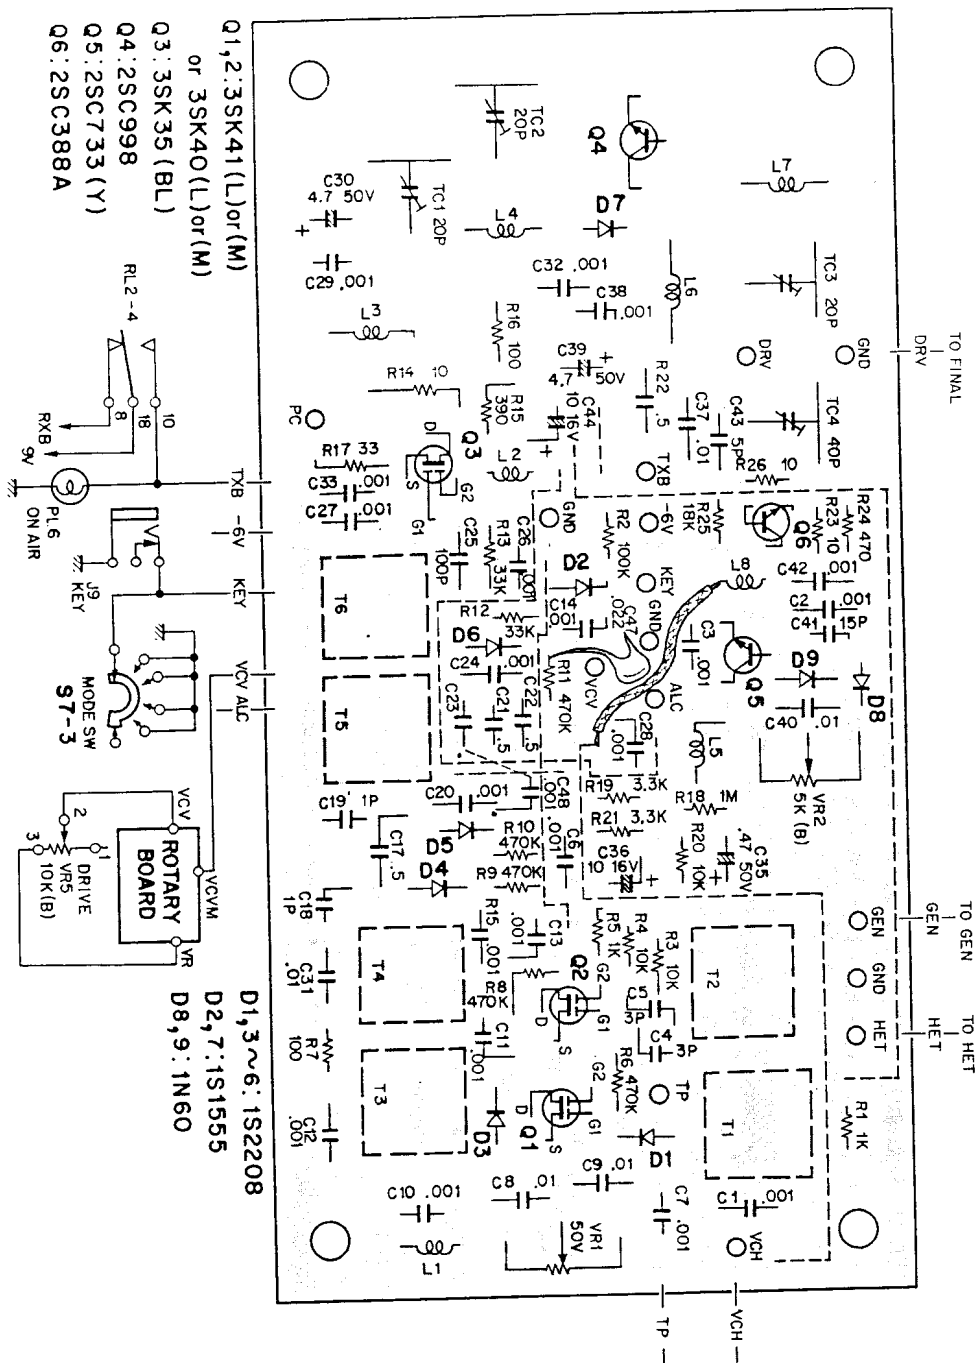 Q1,2:3SK41(L)or(M)
or 3SK40(L)or(M)
Q3:3SK35(BL)
Q4:2SC998
Q5:2SC733(Y)
Q6:2SC388A
D1,3~6:1S2208
D2,7:1S1555
D8,9:1N60
TO FINAL
DRV
TO GEN
GEN
TO HET
HET
VCH
TP
TXB
-6V
KEY
VCV
ALC
RL2-4
10
18
8
RXB
9V
PL6
ON AIR
J9
KEY
MODE SW
S7-3
VCV
VCVM
VR
ROTARY
BOARD
2
3
1
DRIVE
VR5
10K(B)
L7
TC3 20P
GND
DRV
TC4 40P
Q4
D7
L6
TC2
20P
L4
TC1 20P
C30
4.7 50V
+
C29 .001
L3
C32 .001
C38
.001
R16
100
C39
4.7 50V
+
R22 .5
C37
.01
C43 5P
R26 10
R14 10
R15
390
C44
10 16V
+
TXB
PC
D
Q3
S
G2
G1
L2
R17 33
C33 .001
C27 .001
GND
-6V
R25
18K
Q6
R23 10
R24 470
C42 .001
C2 .001
C41 15P
T6
C25
100P
R13
33K
C26
.001
D2
R2 100K
KEY
L8
R12
33K
D6
C14
.001
C47
.022
GND
C3
.001
Q5
D9
D8
C24 .001
R11 470K
VCV
ALC
C40 .01
T5
C23
C21
.5
C22
.5
C28
.001
L5
R18 1M
VR2
5K (B)
C19 1P
C20 .001
C48
.001
R19 3.3K
R21 3.3K
R20 10K
C35
.47 50V
+
C17 .5
D5
D4
R10
470K
R9 470K
C6
.001
C36
10 16V
+
C18
1P
R15
.001
C13
.001
R5 1K
R4 10K
R3 10K
GEN
GND
HET
T2
T4
C31
.01
R8
470K
Q2
G2
G1
D
S
C5
3P
C4
3P
R7
100
C11
.001
R6 470K
TP
T1
R1 1K
T3
C12
.001
D3
Q1
G2
G1
D
S
D1
C10 .001
C8 .01
C9 .01
C7 .001
C1 .001
L1
VR1
50V
VCH